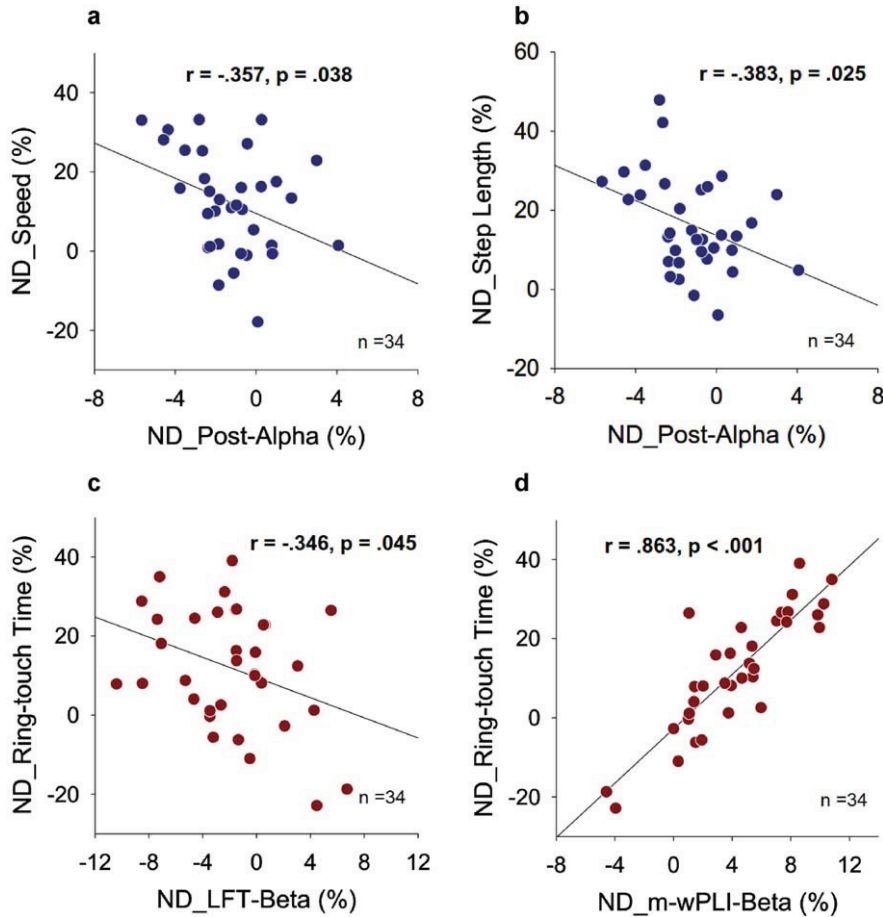 a
r = -.357, p = .038
ND_Speed (%)
40
20
0
-20
n =34
-8 -4 0 4 8
ND_Post-Alpha (%)
b
r = -.383, p = .025
ND_Step Length (%)
60
40
20
0
-20
n =34
-8 -4 0 4 8
ND_Post-Alpha (%)
c
r = -.346, p = .045
ND_Ring-touch Time (%)
40
20
0
-20
n =34
-12 -8 -4 0 4 8 12
ND_LFT-Beta (%)
d
r = .863, p < .001
ND_Ring-touch Time (%)
40
20
0
-20
n =34
-8 -4 0 4 8 12
ND_m-wPLI-Beta (%)